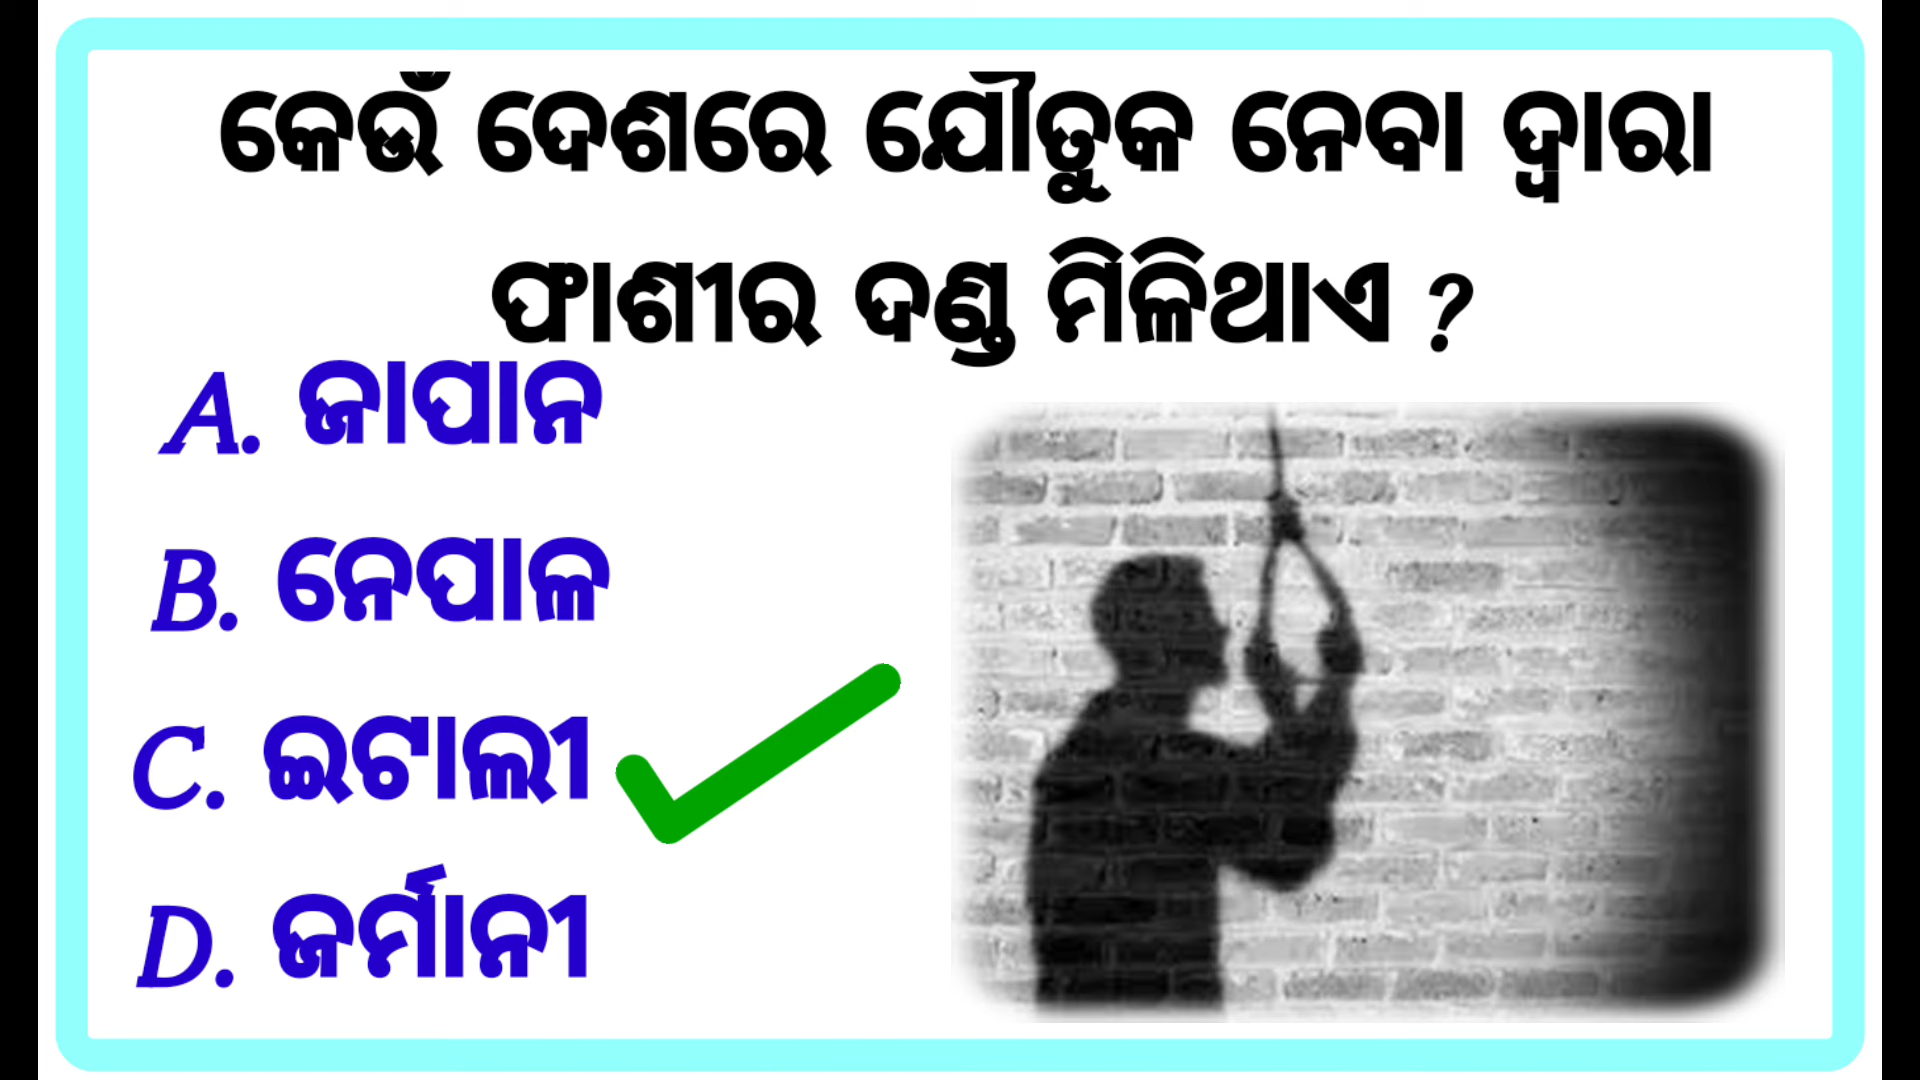 କେଉଁ ଦେଶରେ ଯୌତୁକ ନେବା ଦ୍ୱାରା
ଫାଶୀର ଦଣ୍ଡ ମିଳିଥାଏ ?
A. ଜାପାନ
B. ନେପାଳ
C. ଇଟାଲୀ
D. ଜର୍ମାନୀ